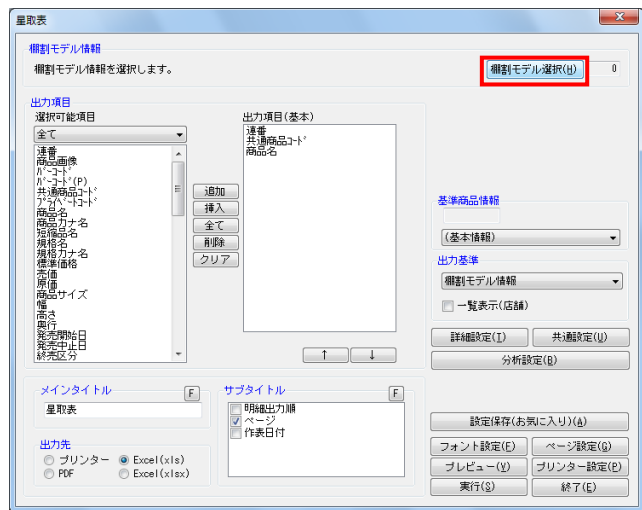 星取表
棚割モデル情報
棚割モデル情報を選択します。
棚割モデル選択(H)
0
出力項目
選択可能項目
全て
連番
商品画像
バーコード
バーコード(P)
共通商品コード
プライベートコード
商品名
商品カナ名
短縮品名
規格名
規格カナ名
標準価格
売価
原価
商品サイズ
幅
高さ
奥行
発売開始日
発売中止日
終売区分
追加
挿入
全て
削除
クリア
出力項目(基本)
連番
共通商品コード
商品名
↑
↓
基準商品情報
(基本情報)
出力基準
棚割モデル情報
一覧表示(店舗)
詳細設定(I)
共通設定(U)
分析設定(B)
メインタイトル
F
星取表
出力先
プリンター
Excel(xls)
PDF
Excel(xlsx)
サブタイトル
F
明細出力順
ページ
作表日付
設定保存(お気に入り)(A)
フォント設定(F)
ページ設定(G)
プレビュー(V)
プリンター設定(P)
実行(S)
終了(E)